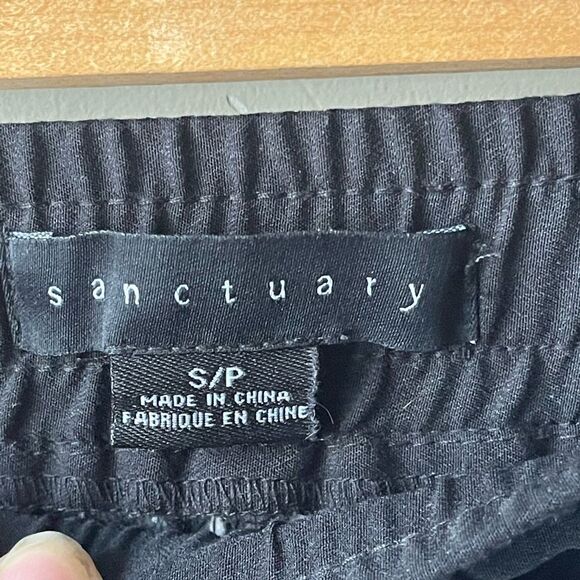 sanctuary
S/P
MADE IN CHINA
FABRIQUE EN CHINE